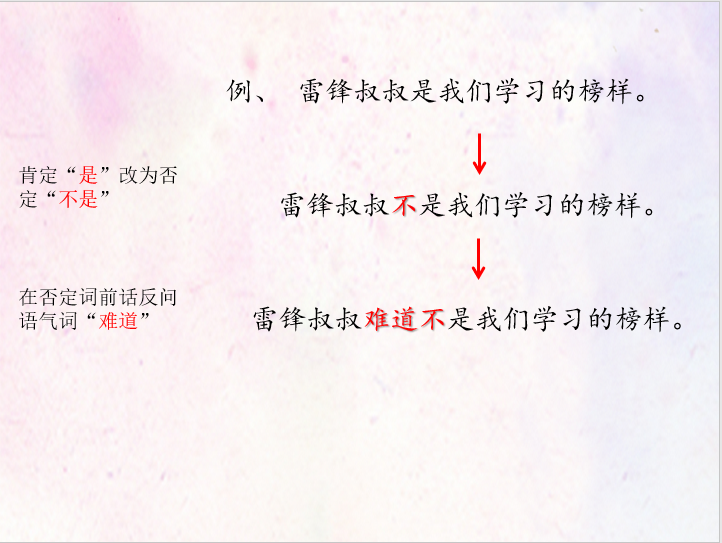 例、 雷锋叔叔是我们学习的榜样。
肯定“是”改为否
定“不是”
雷锋叔叔不是我们学习的榜样。
在否定词前话反问
语气词“难道”
雷锋叔叔难道不是我们学习的榜样。